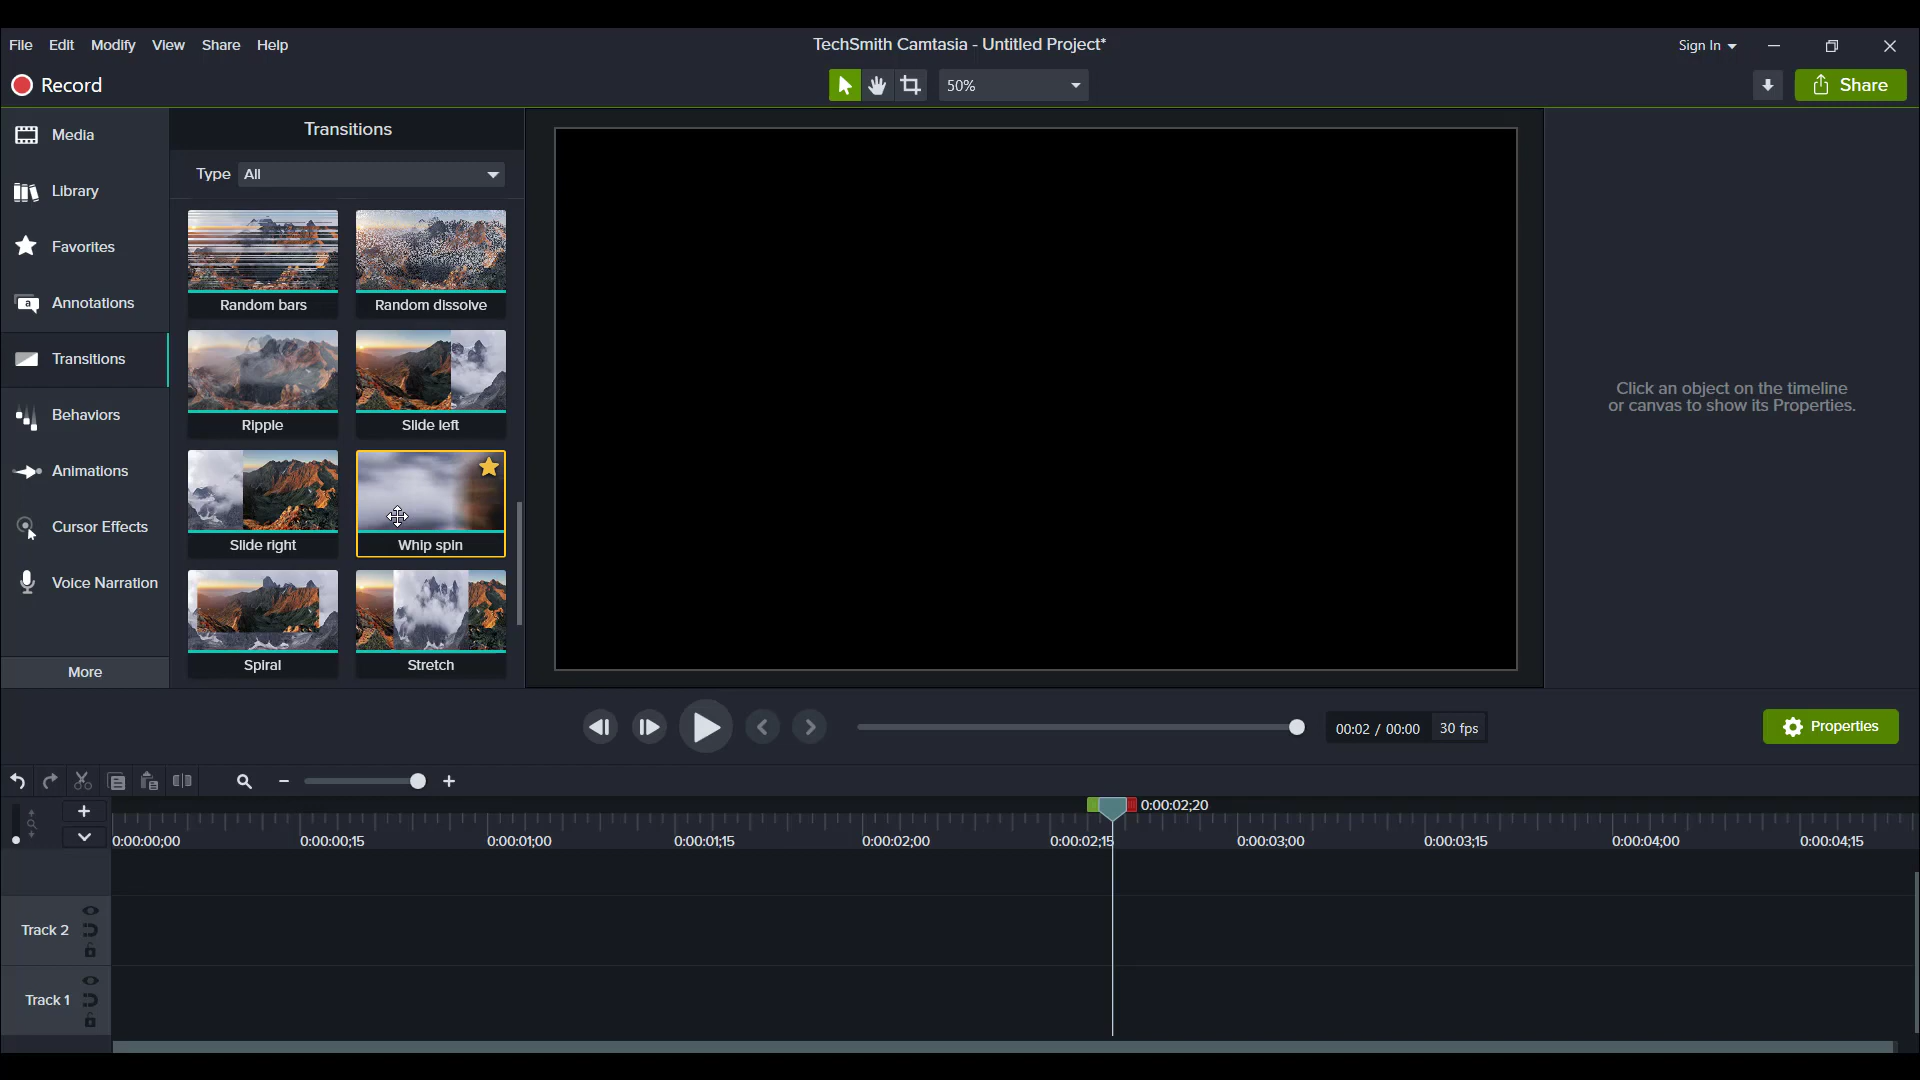 File Edit Modify View Share Help
TechSmith Camtasia - Untitled Project*
Sign In
Record
50%
Share
Media
Library
Favorites
Annotations
Transitions
Behaviors
Animations
Cursor Effects
Voice Narration
More
Transitions
Type All
Random bars Random dissolve
Ripple Slide left
Slide right Whip spin
Spiral Stretch
Click an object on the timeline
or canvas to show its Properties.
00:02 / 00:00 30 fps
Properties
0:00:02;20
0:00:00;00 0:00:00;15 0:00:01;00 0:00:01;15 0:00:02;00 0:00:02;15 0:00:03;00 0:00:03;15 0:00:04;00 0:00:04;15
Track 2
Track 1